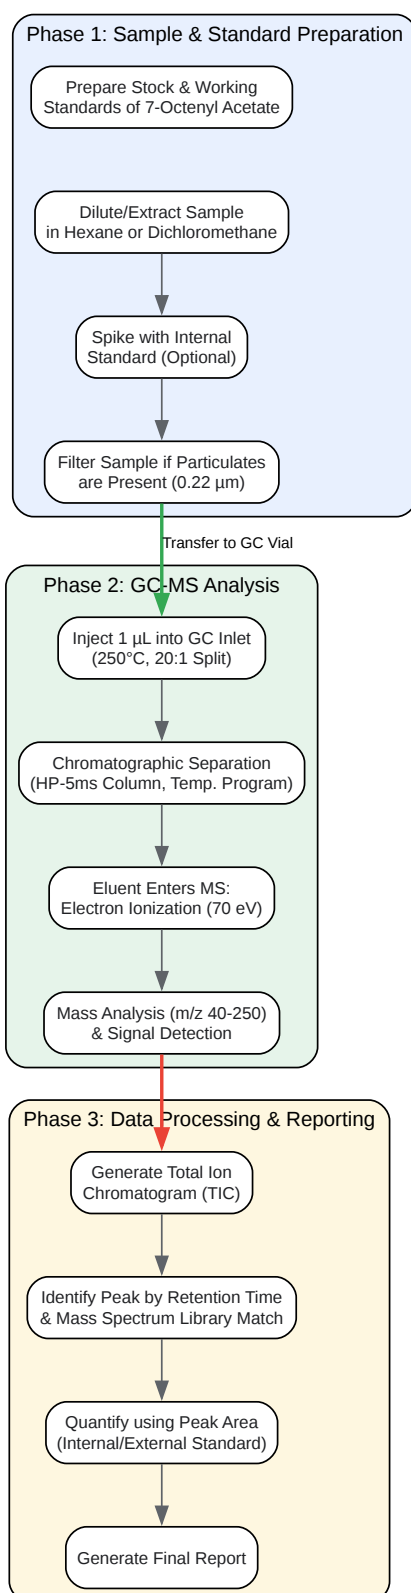 Phase 1: Sample & Standard Preparation
Prepare Stock & Working
Standards of 7-Octenyl Acetate
Dilute/Extract Sample
in Hexane or Dichloromethane
Spike with Internal
Standard (Optional)
Filter Sample if Particulates
are Present (0.22 µm)
Transfer to GC Vial
Phase 2: GC-MS Analysis
Inject 1 µL into GC Inlet
(250°C, 20:1 Split)
Chromatographic Separation
(HP-5ms Column, Temp. Program)
Eluent Enters MS:
Electron Ionization (70 eV)
Mass Analysis (m/z 40-250)
& Signal Detection
Phase 3: Data Processing & Reporting
Generate Total Ion
Chromatogram (TIC)
Identify Peak by Retention Time
& Mass Spectrum Library Match
Quantify using Peak Area
(Internal/External Standard)
Generate Final Report